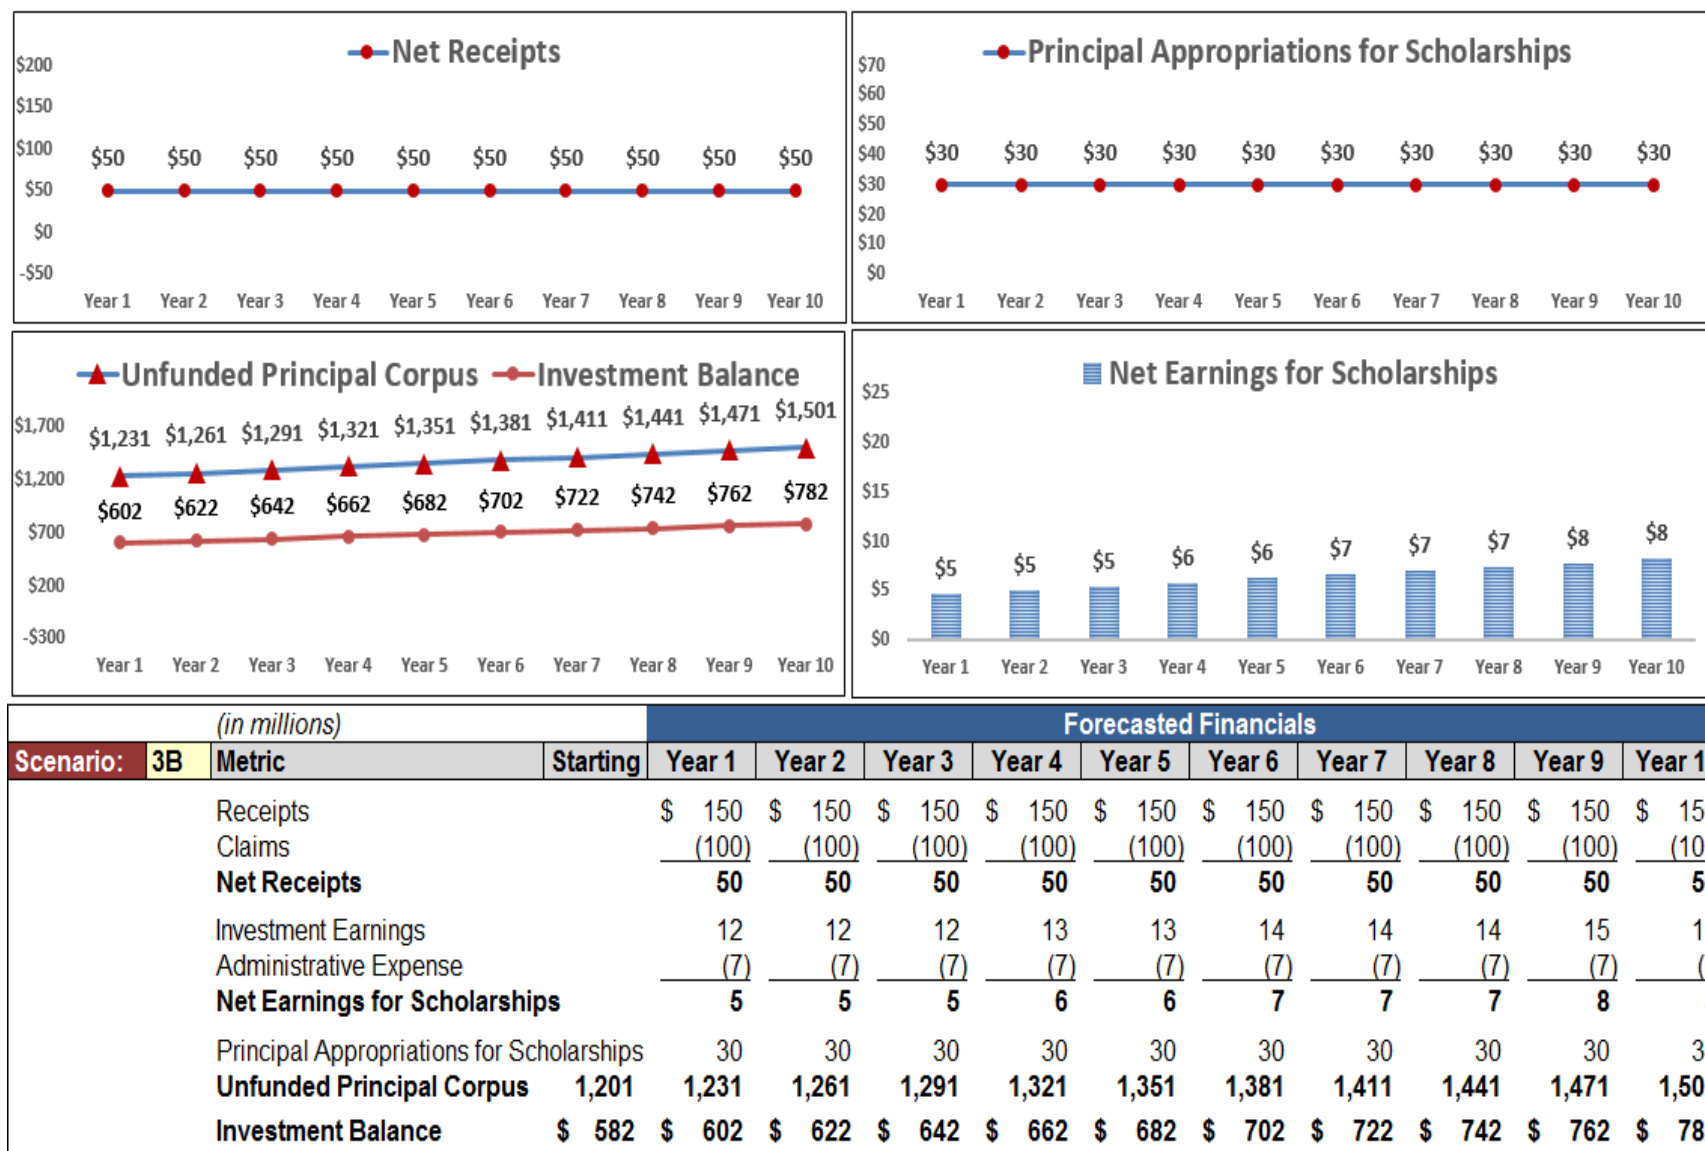 Net Receipts
$200
$150
$100
$50
$0
-$50
$50 $50 $50 $50 $50 $50 $50 $50 $50 $50
Year 1 Year 2 Year 3 Year 4 Year 5 Year 6 Year 7 Year 8 Year 9 Year 10
Principal Appropriations for Scholarships
$70
$60
$50
$40
$30
$20
$10
$0
$30 $30 $30 $30 $30 $30 $30 $30 $30 $30
Year 1 Year 2 Year 3 Year 4 Year 5 Year 6 Year 7 Year 8 Year 9 Year 10
Unfunded Principal Corpus Investment Balance
$1,700
$1,200
$700
$200
-$300
$1,231 $1,261 $1,291 $1,321 $1,351 $1,381 $1,411 $1,441 $1,471 $1,501
$602 $622 $642 $662 $682 $702 $722 $742 $762 $782
Year 1 Year 2 Year 3 Year 4 Year 5 Year 6 Year 7 Year 8 Year 9 Year 10
Net Earnings for Scholarships
$25
$20
$15
$10
$5
$0
$5 $5 $5 $6 $6 $7 $7 $7 $8 $8
Year 1 Year 2 Year 3 Year 4 Year 5 Year 6 Year 7 Year 8 Year 9 Year 10
(in millions) Forecasted Financials
Scenario: 3B Metric Starting Year 1 Year 2 Year 3 Year 4 Year 5 Year 6 Year 7 Year 8 Year 9 Year 1
Receipts $ 150 $ 150 $ 150 $ 150 $ 150 $ 150 $ 150 $ 150 $ 150 $ 15
Claims (100) (100) (100) (100) (100) (100) (100) (100) (100) (10
Net Receipts 50 50 50 50 50 50 50 50 50 5
Investment Earnings 12 12 12 13 13 14 14 14 15 1
Administrative Expense (7) (7) (7) (7) (7) (7) (7) (7) (7) (
Net Earnings for Scholarships 5 5 5 6 6 7 7 7 8
Principal Appropriations for Scholarships 30 30 30 30 30 30 30 30 30 3
Unfunded Principal Corpus 1,201 1,231 1,261 1,291 1,321 1,351 1,381 1,411 1,441 1,471 1,50
Investment Balance $ 582 $ 602 $ 622 $ 642 $ 662 $ 682 $ 702 $ 722 $ 742 $ 762 $ 78